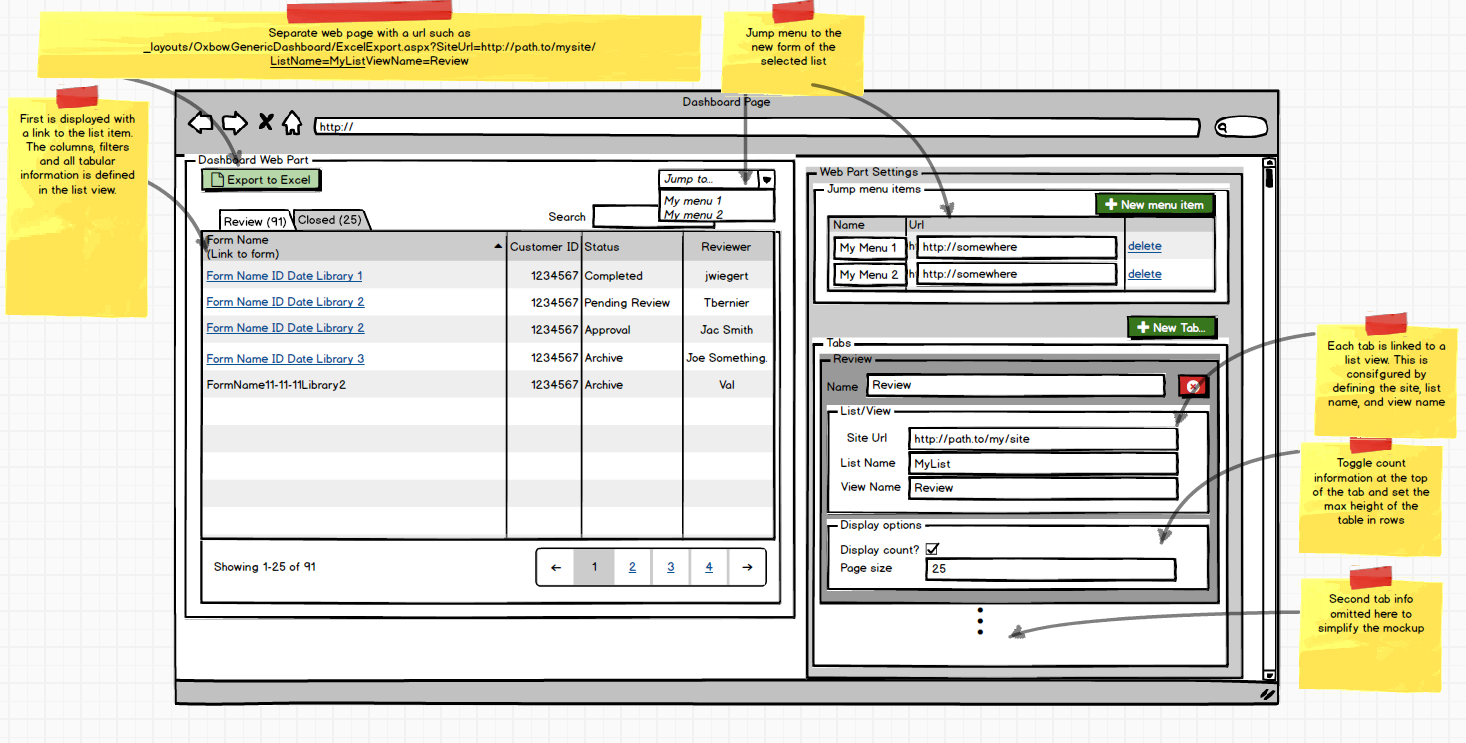 Separate web page with a url such as
_layouts/Oxbow.GenericDashboard/ExcelExport.aspx?SiteUrl=http://path.to/mysite/
ListName=MyListViewName=Review
Jump menu to the
new form of the
selected list
First is displayed with
a link to the list item.
The columns, filters
and all tabular
information is defined
in the list view.
Dashboard Page
http://
Dashboard Web Part
Export to Excel
Jump to...
My menu 1
My menu 2
Review (91)
Closed (25)
Search
Form Name
(Link to form)
Customer ID
Status
Reviewer
Form Name ID Date Library 1
1234567
Completed
jwiegert
Form Name ID Date Library 2
1234567
Pending Review
Tbernier
Form Name ID Date Library 2
1234567
Approval
Jac Smith
Form Name ID Date Library 3
1234567
Archive
Joe Something.
FormName11-11-11Library2
1234567
Archive
Val
Showing 1-25 of 91
← 1 2 3 4 →
Web Part Settings
Jump menu items
New menu item
Name
Url
My Menu 1
http://somewhere
delete
My Menu 2
http://somewhere
delete
New Tab...
Tabs
Review
Name
Review
List/View
Site Url
http://path.to/my/site
List Name
MyList
View Name
Review
Display options
Display count?
Page size
25
Each tab is linked to a
list view. This is
consifgured by
defining the site, list
name, and view name
Toggle count
information at the top
of the tab and set the
max height of the
table in rows
Second tab info
omitted here to
simplify the mockup